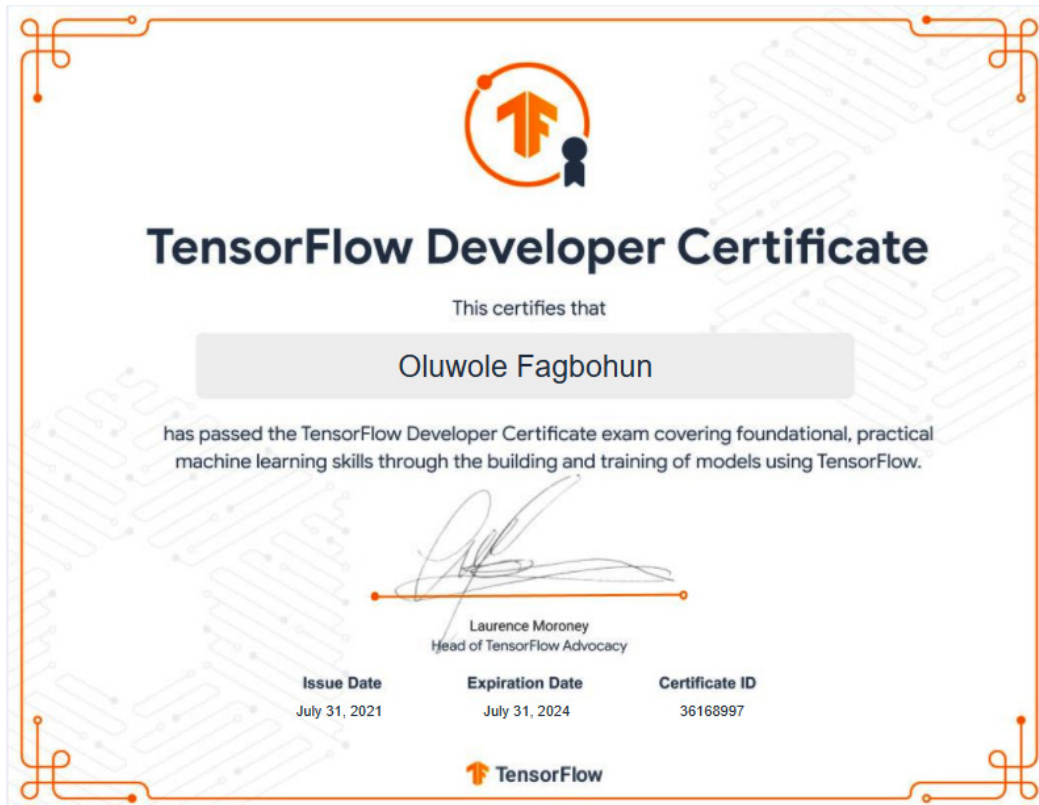 TensorFlow Developer Certificate
This certifies that
Oluwole Fagbohun
has passed the TensorFlow Developer Certificate exam covering foundational, practical
machine learning skills through the building and training of models using TensorFlow.
Laurence Moroney
Head of TensorFlow Advocacy
Issue Date Expiration Date Certificate ID
July 31, 2021 July 31, 2024 36168997
TensorFlow